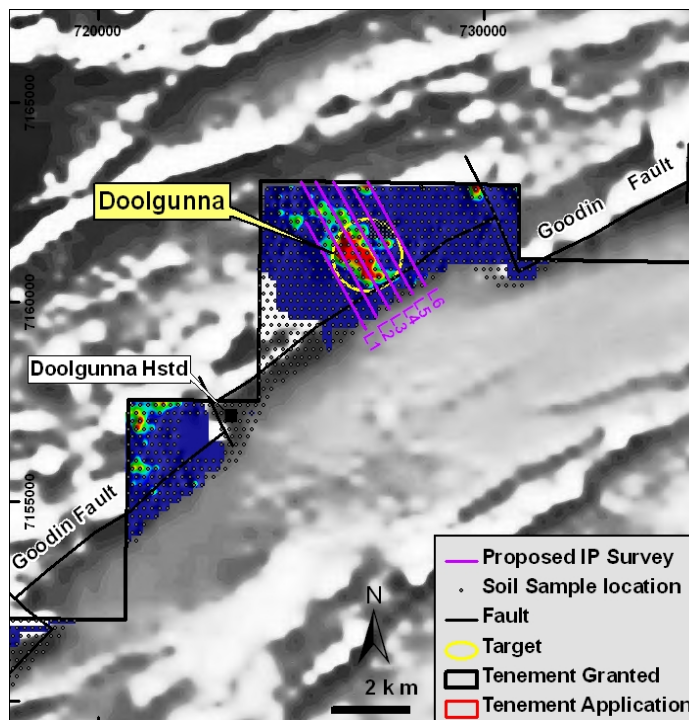 720000
730000
7165000
Doolgunna
Goodin Fault
7160000
L1
L2
L3
L4
L5
L6
Doolgunna Hstd
7155000
Goodin Fault
Proposed IP Survey
Soil Sample location
Fault
Target
Tenement Granted
Tenement Application
N
2 km